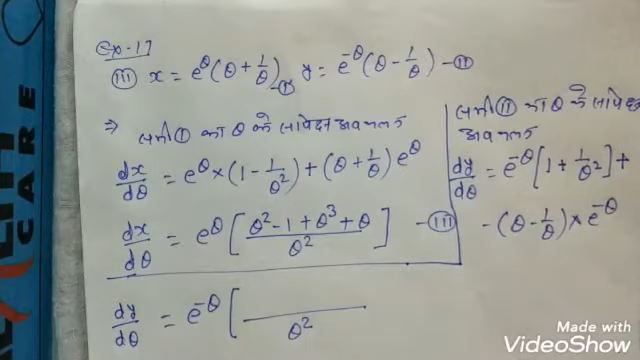 Ex-17
(iii) x = e^θ(θ + 1/θ) -(I) y = e^-θ(θ - 1/θ) -(II)
⇒ समी (I) का θ के सापेक्ष अवकलन
dx/dθ = e^θ × (1 - 1/θ²) + (θ + 1/θ) e^θ
dx/dθ = e^θ [ (θ² - 1 + θ³ + θ) / θ² ] - (III)
समी (II) का θ के सापेक्ष
अवकलन
dy/dθ = e^-θ [1 + 1/θ²] +
- (θ - 1/θ) × e^-θ
dy/dθ = e^-θ [ ― / θ²
CARE
Made with
VideoShow